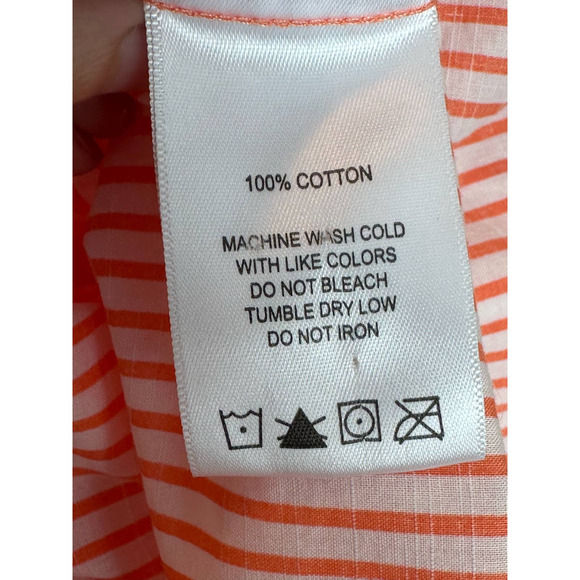 100% COTTON
MACHINE WASH COLD
WITH LIKE COLORS
DO NOT BLEACH
TUMBLE DRY LOW
DO NOT IRON